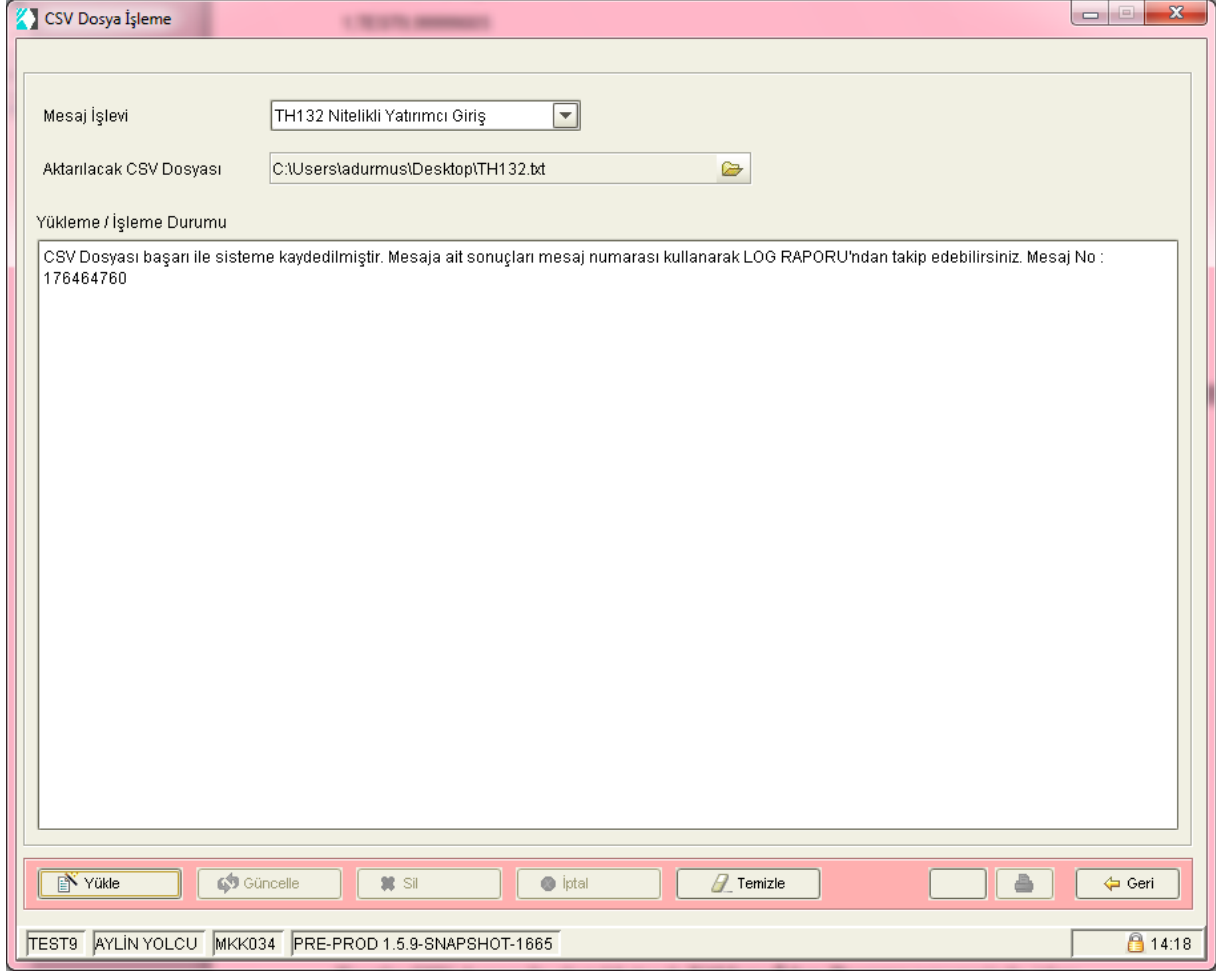 CSV Dosya İşleme
Mesaj İşlevi
TH132 Nitelikli Yatırımcı Giriş
Aktarılacak CSV Dosyası
C:\Users\adurmus\Desktop\TH132.txt
Yükleme / İşleme Durumu
CSV Dosyası başarı ile sisteme kaydedilmiştir. Mesaja ait sonuçları mesaj numarası kullanarak LOG RAPORU'ndan takip edebilirsiniz. Mesaj No :
176464760
Yükle
Güncelle
Sil
İptal
Temizle
Geri
TEST9
AYLİN YOLCU
MKK034
PRE-PROD 1.5.9-SNAPSHOT-1665
14:18